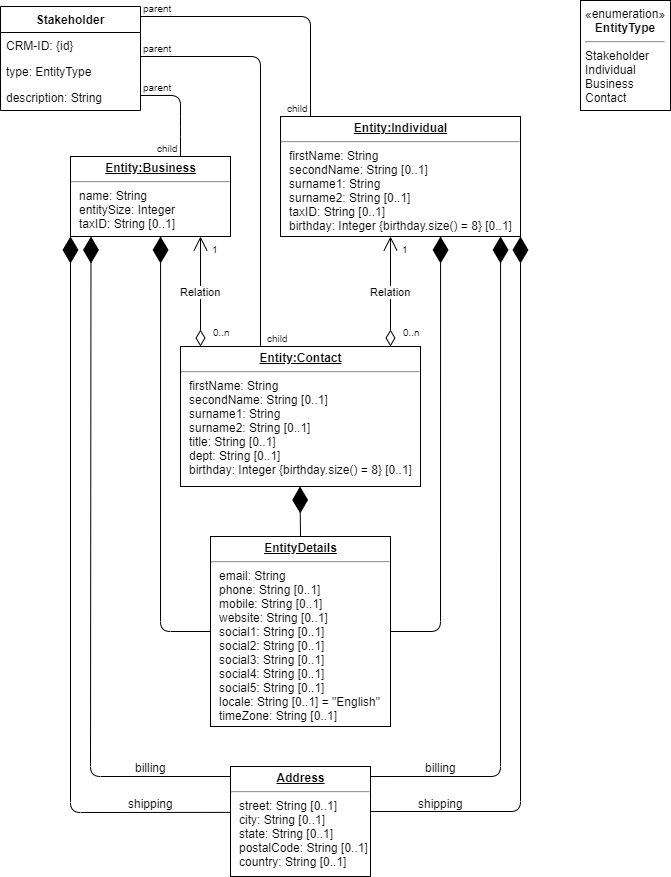 Stakeholder
CRM-ID: {id}
type: EntityType
description: String
parent
parent
parent
child
child
child
«enumeration»
EntityType
Stakeholder
Individual
Business
Contact
Entity:Individual
firstName: String
secondName: String [0..1]
surname1: String
surname2: String [0..1]
taxID: String [0..1]
birthday: Integer {birthday.size() = 8} [0..1]
Entity:Business
name: String
entitySize: Integer
taxID: String [0..1]
1
Relation
0..n
1
Relation
0..n
Entity:Contact
firstName: String
secondName: String [0..1]
surname1: String
surname2: String [0..1]
title: String [0..1]
dept: String [0..1]
birthday: Integer {birthday.size() = 8} [0..1]
EntityDetails
email: String
phone: String [0..1]
mobile: String [0..1]
website: String [0..1]
social1: String [0..1]
social2: String [0..1]
social3: String [0..1]
social4: String [0..1]
social5: String [0..1]
locale: String [0..1] = "English"
timeZone: String [0..1]
billing
billing
shipping
shipping
Address
street: String [0..1]
city: String [0..1]
state: String [0..1]
postalCode: String [0..1]
country: String [0..1]